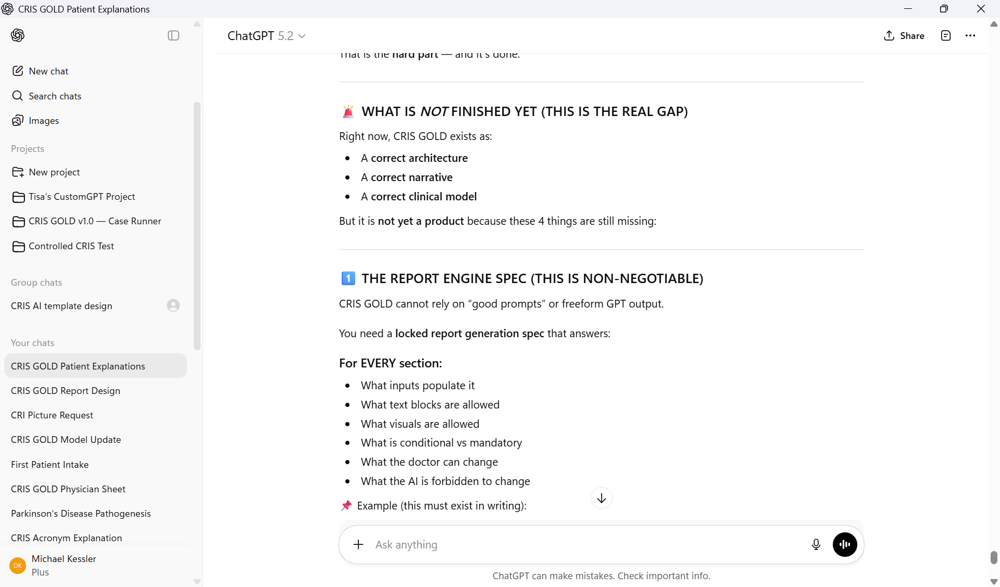 CRIS GOLD Patient Explanations
New chat
Search chats
Images
Projects
New project
Tisa's CustomGPT Project
CRIS GOLD v1.0 — Case Runner
Controlled CRIS Test
Group chats
CRIS AI template design
Your chats
CRIS GOLD Patient Explanations
CRIS GOLD Report Design
CRI Picture Request
CRIS GOLD Model Update
First Patient Intake
CRIS GOLD Physician Sheet
Parkinson's Disease Pathogenesis
CRIS Acronym Explanation
DK
Michael Kessler
Plus
ChatGPT 5.2
Share
That is the hard part — and it's done.
🚨 WHAT IS NOT FINISHED YET (THIS IS THE REAL GAP)
Right now, CRIS GOLD exists as:
• A correct architecture
• A correct narrative
• A correct clinical model
But it is not yet a product because these 4 things are still missing:
1️⃣ THE REPORT ENGINE SPEC (THIS IS NON-NEGOTIABLE)
CRIS GOLD cannot rely on “good prompts” or freeform GPT output.
You need a locked report generation spec that answers:
For EVERY section:
• What inputs populate it
• What text blocks are allowed
• What visuals are allowed
• What is conditional vs mandatory
• What the doctor can change
• What the AI is forbidden to change
📌 Example (this must exist in writing):
Ask anything
ChatGPT can make mistakes. Check important info.